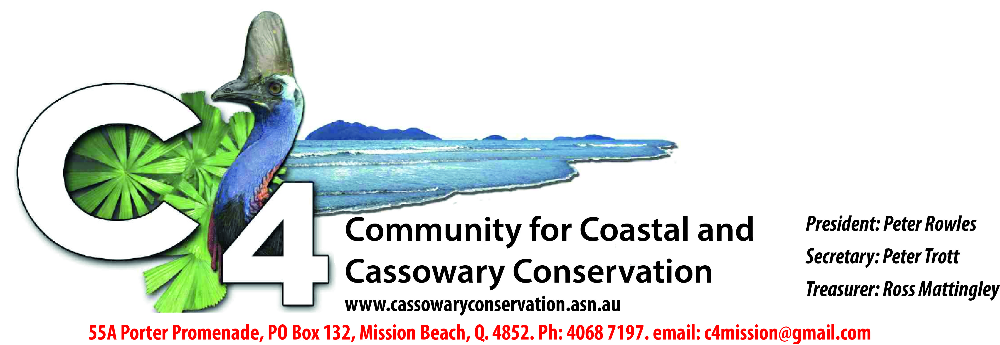 C4
Community for Coastal and
Cassowary Conservation
www.cassowaryconservation.asn.au
President: Peter Rowles
Secretary: Peter Trott
Treasurer: Ross Mattingley
55A Porter Promenade, PO Box 132, Mission Beach, Q. 4852. Ph: 4068 7197. email: c4mission@gmail.com